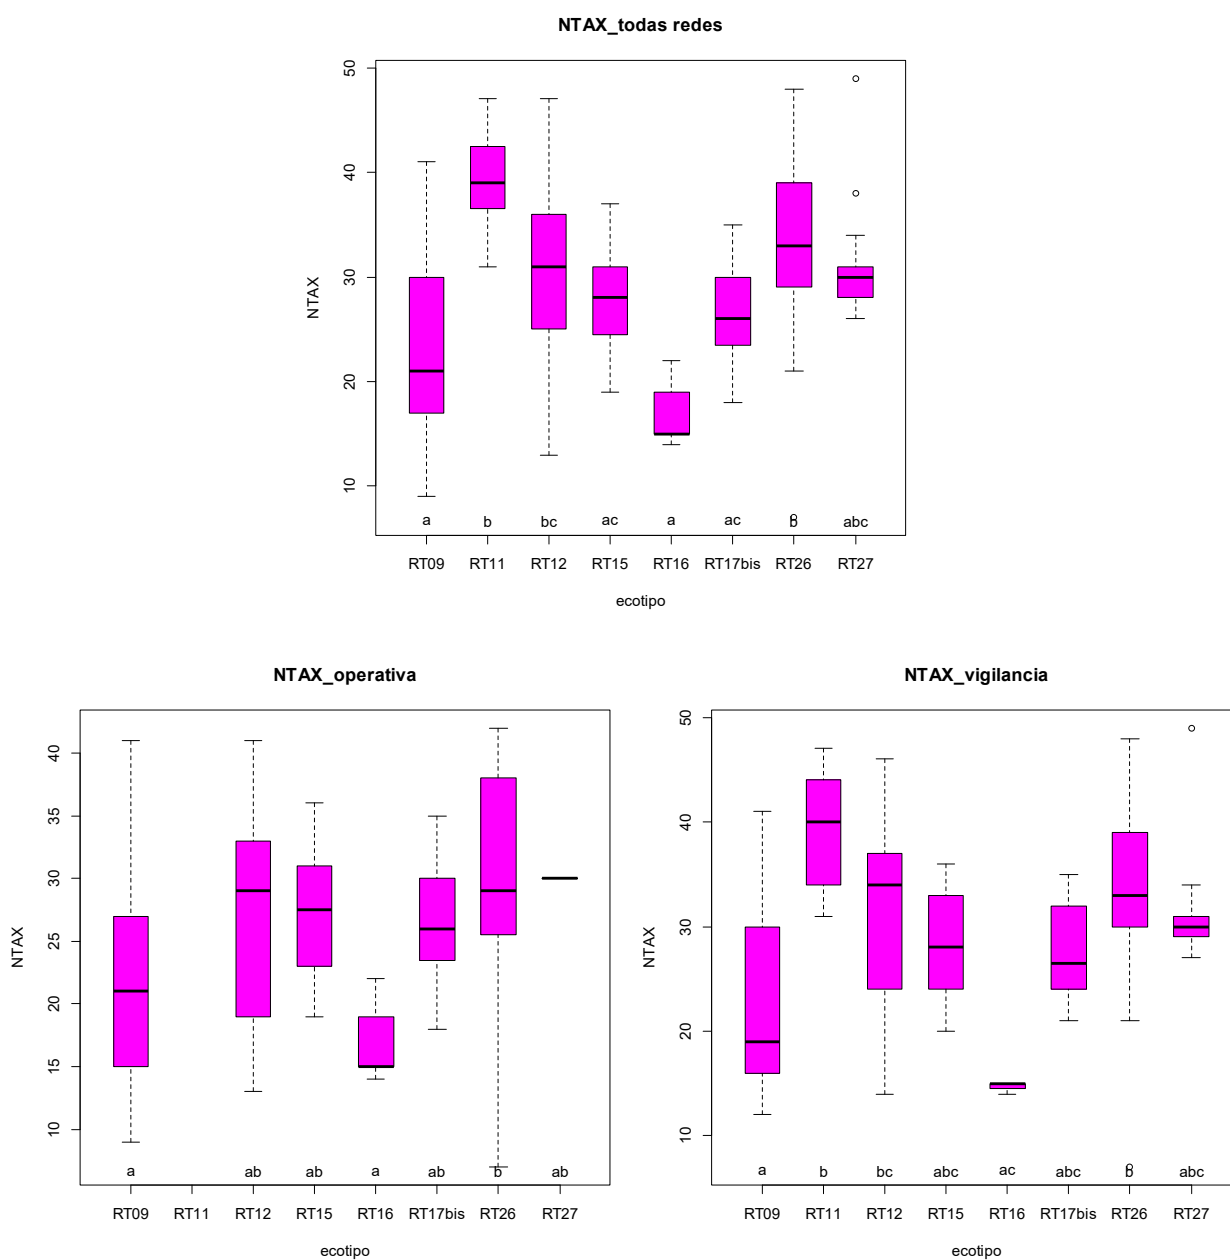 NTAX_todas redes
50
40
30
20
10
NTAX
a b bc ac a ac b abc
RT09 RT11 RT12 RT15 RT16 RT17bis RT26 RT27
ecotipo
NTAX_operativa
40
35
30
25
20
15
10
NTAX
a ab ab a ab b ab
RT09 RT11 RT12 RT15 RT16 RT17bis RT26 RT27
ecotipo
NTAX_vigilancia
50
40
30
20
10
NTAX
a b bc abc ac abc b abc
RT09 RT11 RT12 RT15 RT16 RT17bis RT26 RT27
ecotipo